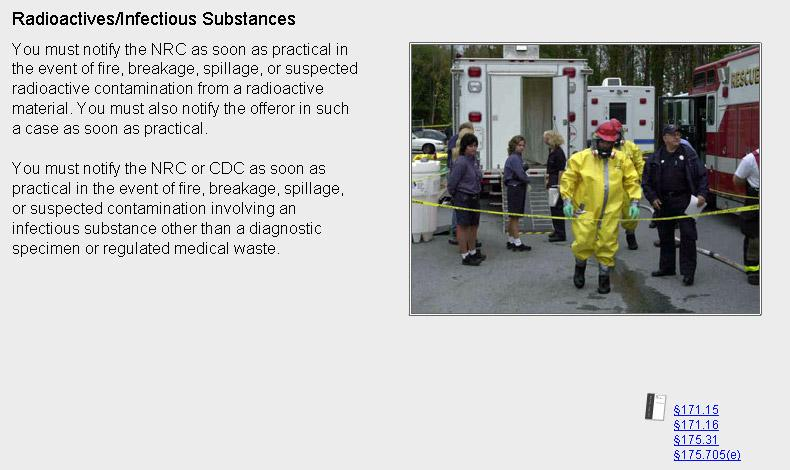 Radioactives/Infectious Substances
You must notify the NRC as soon as practical in
the event of fire, breakage, spillage, or suspected
radioactive contamination from a radioactive
material. You must also notify the offeror in such
a case as soon as practical.
You must notify the NRC or CDC as soon as
practical in the event of fire, breakage, spillage,
or suspected contamination involving an
infectious substance other than a diagnostic
specimen or regulated medical waste.
RESCUE
§171.15
§171.16
§175.31
§175.705(e)